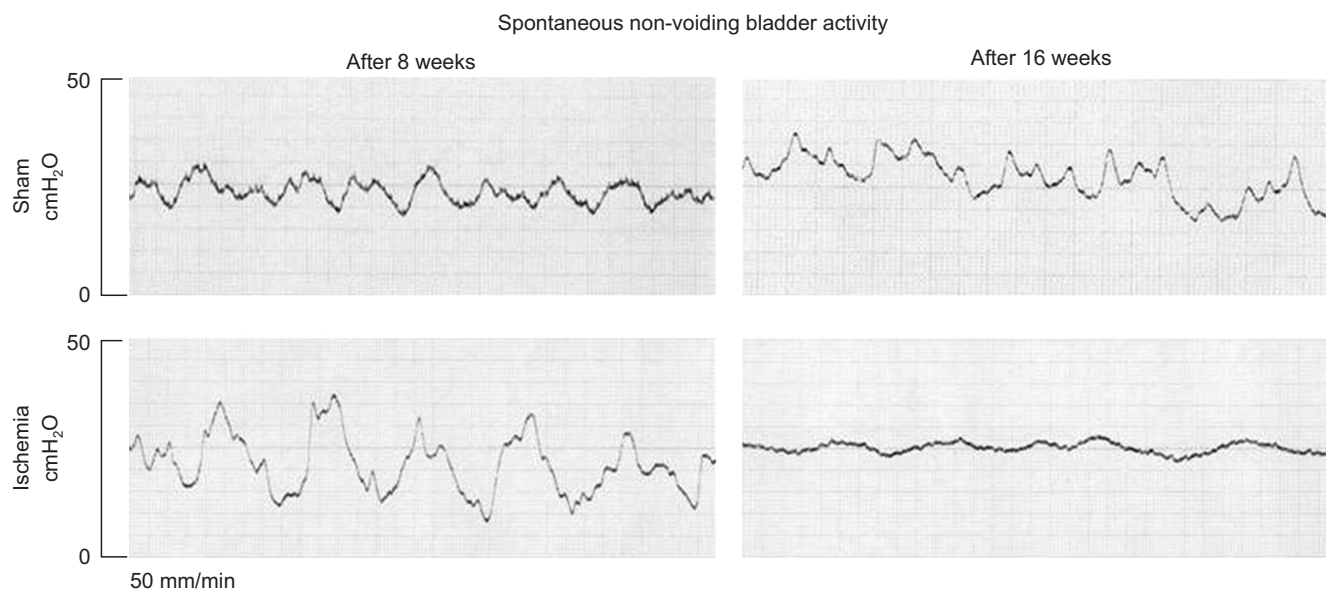 Spontaneous non-voiding bladder activity
After 8 weeks
After 16 weeks
50
Sham
cmH₂O
0
50
Ischemia
cmH₂O
0
50 mm/min